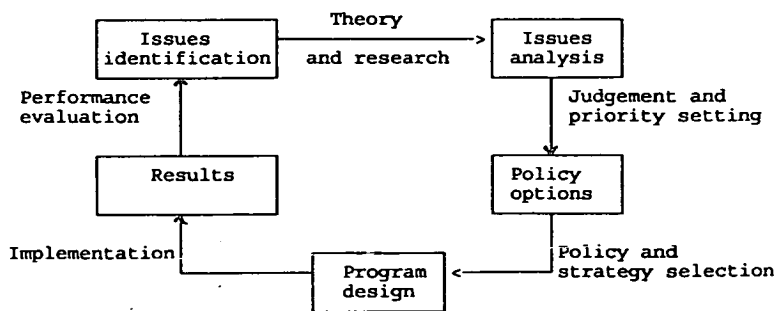 Theory
Issues
identification
and research
Issues
analysis
Performance
evaluation
Judgement and
priority setting
Results
Policy
options
Implementation
Policy and
strategy selection
Program
design